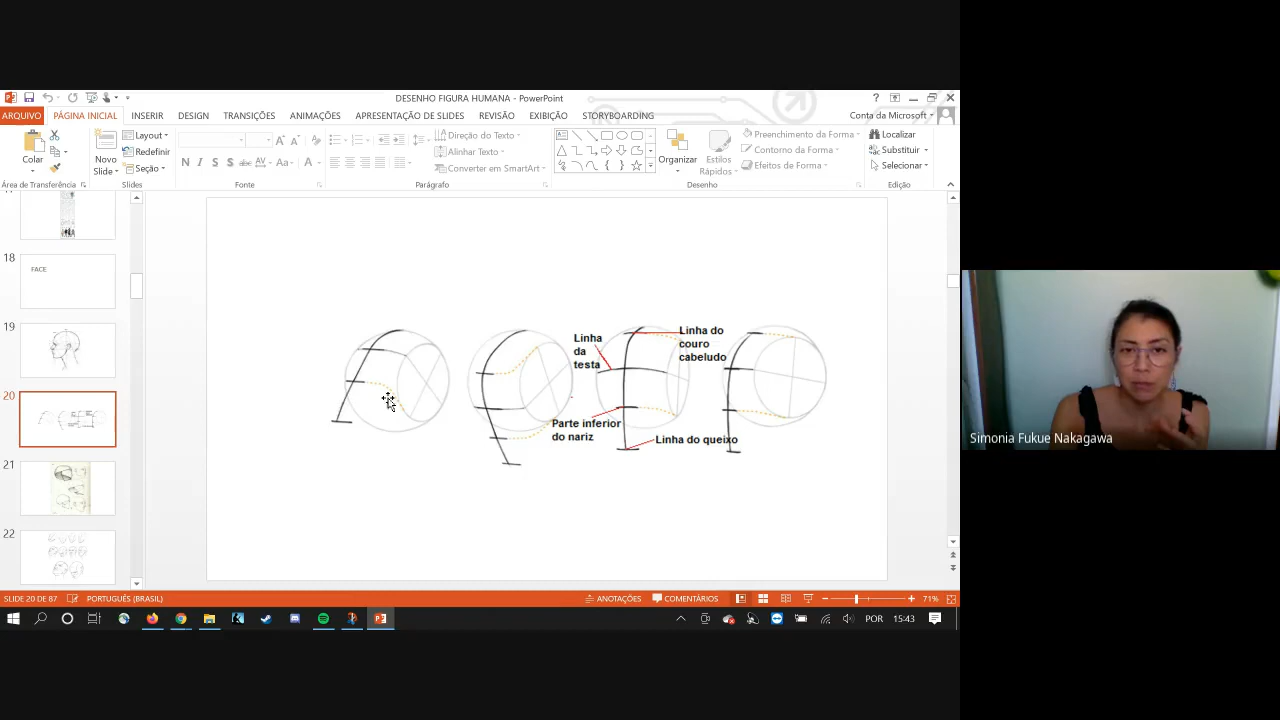 DESENHO FIGURA HUMANA - PowerPoint
ARQUIVO PÁGINA INICIAL INSERIR DESIGN TRANSIÇÕES ANIMAÇÕES APRESENTAÇÃO DE SLIDES REVISÃO EXIBIÇÃO STORYBOARDING Conta da Microsoft
Colar
Novo
Slide
Layout
Redefinir
Seção
N I S S abc AV Aa A
Direção do Texto
Alinhar Texto
Converter em SmartArt
Organizar
Estilos
Rápidos
Preenchimento da Forma
Contorno da Forma
Efeitos de Forma
Localizar
Substituir
Selecionar
Área de Transferência Slides Fonte Parágrafo Desenho Edição
18
FACE
19
20
21
22
Linha
da
testa
Linha do
couro
cabeludo
Parte inferior
do nariz
Linha do queixo
Simonia Fukue Nakagawa
SLIDE 20 DE 87 PORTUGUÊS (BRASIL) ANOTAÇÕES COMENTÁRIOS 71%
POR 15:43